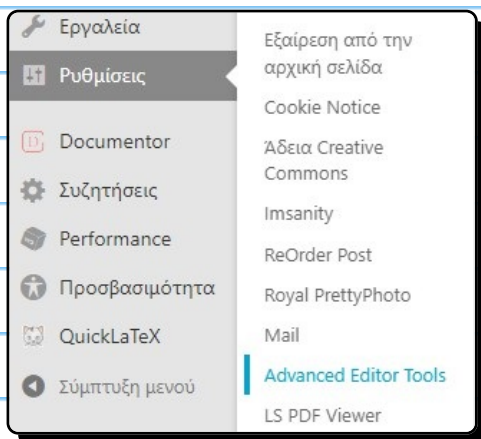 Εργαλεία
Ρυθμίσεις
Documentor
Συζητήσεις
Performance
Προσβασιμότητα
QuickLaTeX
Σύμπτυξη μενού
Εξαίρεση από την
αρχική σελίδα
Cookie Notice
Άδεια Creative
Commons
Imsanity
ReOrder Post
Royal PrettyPhoto
Mail
Advanced Editor Tools
LS PDF Viewer